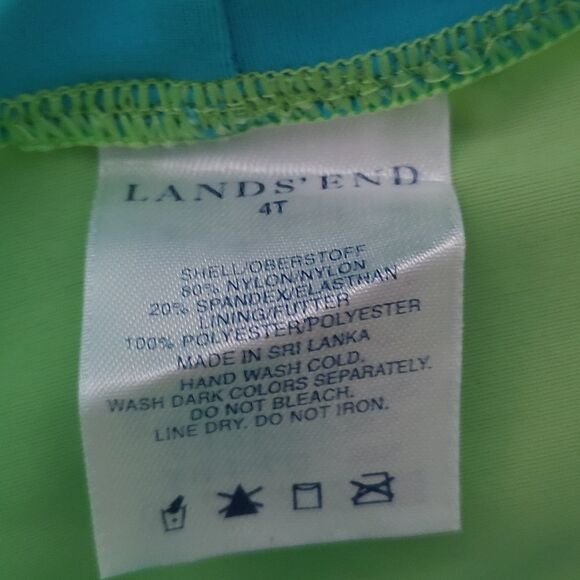 LANDS' END
4T
SHELL/OBERSTOFF
80% NYLON/NYLON
20% SPANDEX/ELASTHAN
LINING/FUTTER
100% POLYESTER/POLYESTER
MADE IN SRI LANKA
HAND WASH COLD.
WASH DARK COLORS SEPARATELY.
DO NOT BLEACH.
LINE DRY. DO NOT IRON.